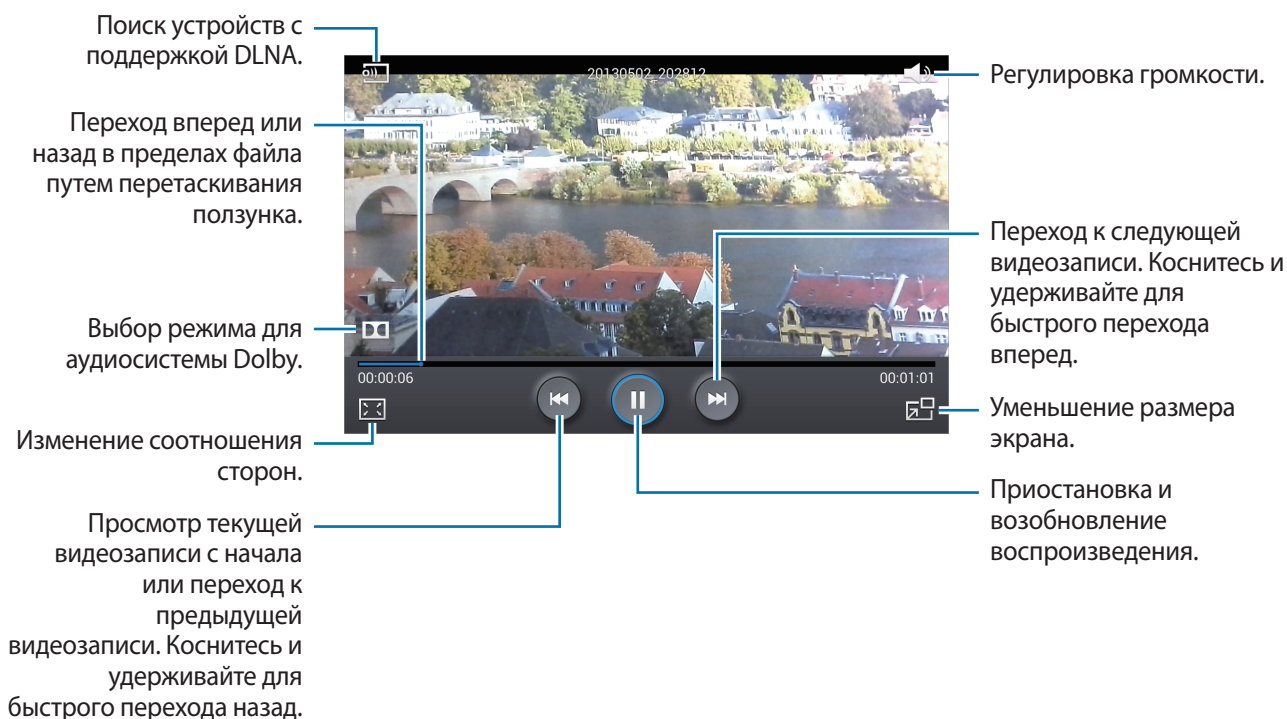 Поиск устройств с
поддержкой DLNA.
Переход вперед или
назад в пределах файла
путем перетаскивания
ползунка.
Выбор режима для
аудиосистемы Dolby.
Изменение соотношения
сторон.
Просмотр текущей
видеозаписи с начала
или переход к
предыдущей
видеозаписи. Коснитесь и
удерживайте для
быстрого перехода назад.
20130502_202812
00:00:06
00:01:01
Регулировка громкости.
Переход к следующей
видеозаписи. Коснитесь и
удерживайте для
быстрого перехода
вперед.
Уменьшение размера
экрана.
Приостановка и
возобновление
воспроизведения.